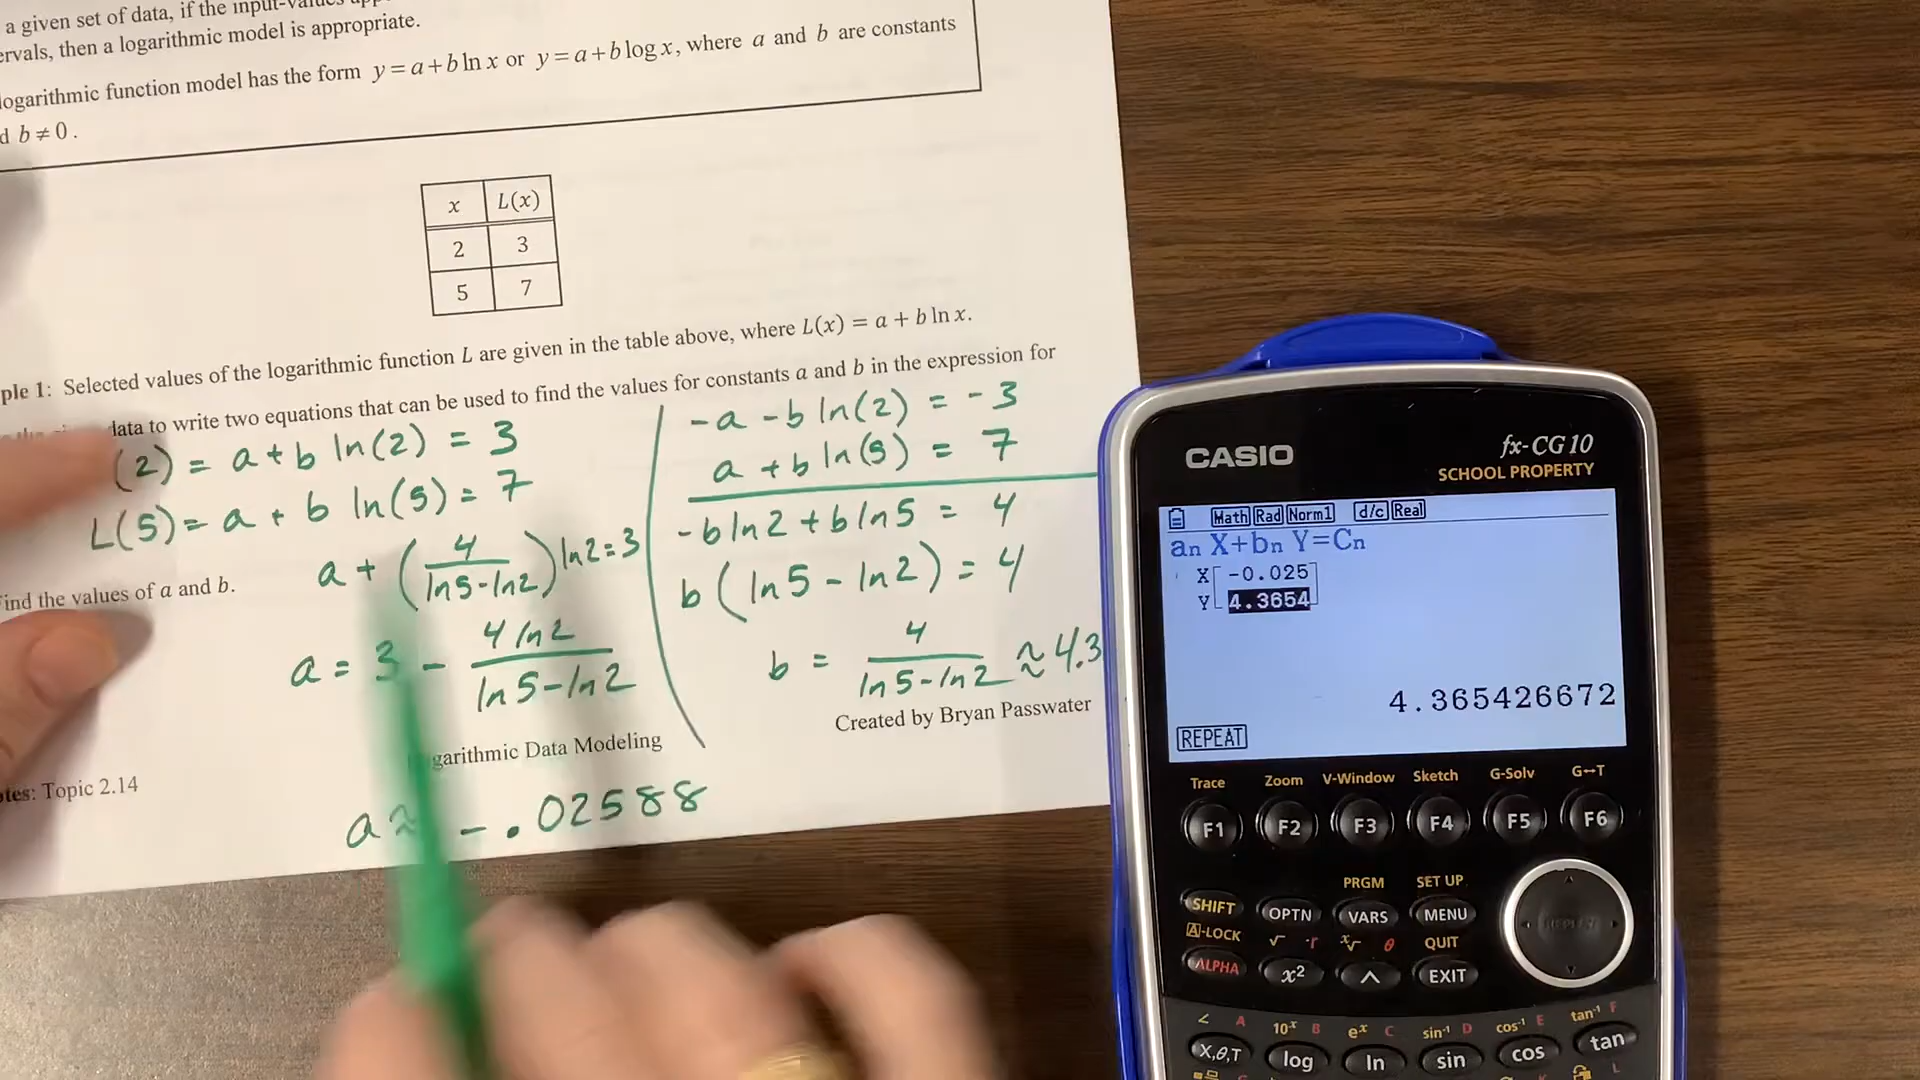 a given set of data, if the input-values
ervals, then a logarithmic model is appropriate.
logarithmic function model has the form y = a + b ln x or y = a + b log x, where a and b are constants
d b ≠ 0.
x L(x)
2 3
5 7
ple 1: Selected values of the logarithmic function L are given in the table above, where L(x) = a + b ln x.
data to write two equations that can be used to find the values for constants a and b in the expression for
(2) = a + b ln(2) = 3
L(5) = a + b ln(5) = 7
ind the values of a and b.
a + (4/(ln5-ln2)) ln2 = 3
a = 3 - 4 ln2/(ln5-ln2)
-a - b ln(2) = -3
a + b ln(5) = 7
-b ln2 + b ln5 = 4
b (ln5 - ln2) = 4
b = 4/(ln5-ln2) ≈ 4.3
Created by Bryan Passwater
garithmic Data Modeling
tes: Topic 2.14
a ≈ -.02588
CASIO
fx-CG10
SCHOOL PROPERTY
Math Rad Norm1 d/c Real
an X+bn Y=Cn
X -0.025
Y 4.3654
4.365426672
REPEAT
Trace Zoom V-Window Sketch G-Solv G↔T
F1 F2 F3 F4 F5 F6
PRGM SET UP
SHIFT OPTN VARS MENU
A-LOCK √ r x√ θ QUIT
ALPHA x² ^ EXIT
∠ A 10ˣ B eˣ C sin⁻¹ D cos⁻¹ E tan⁻¹ F
X,θ,T log ln sin cos tan
L